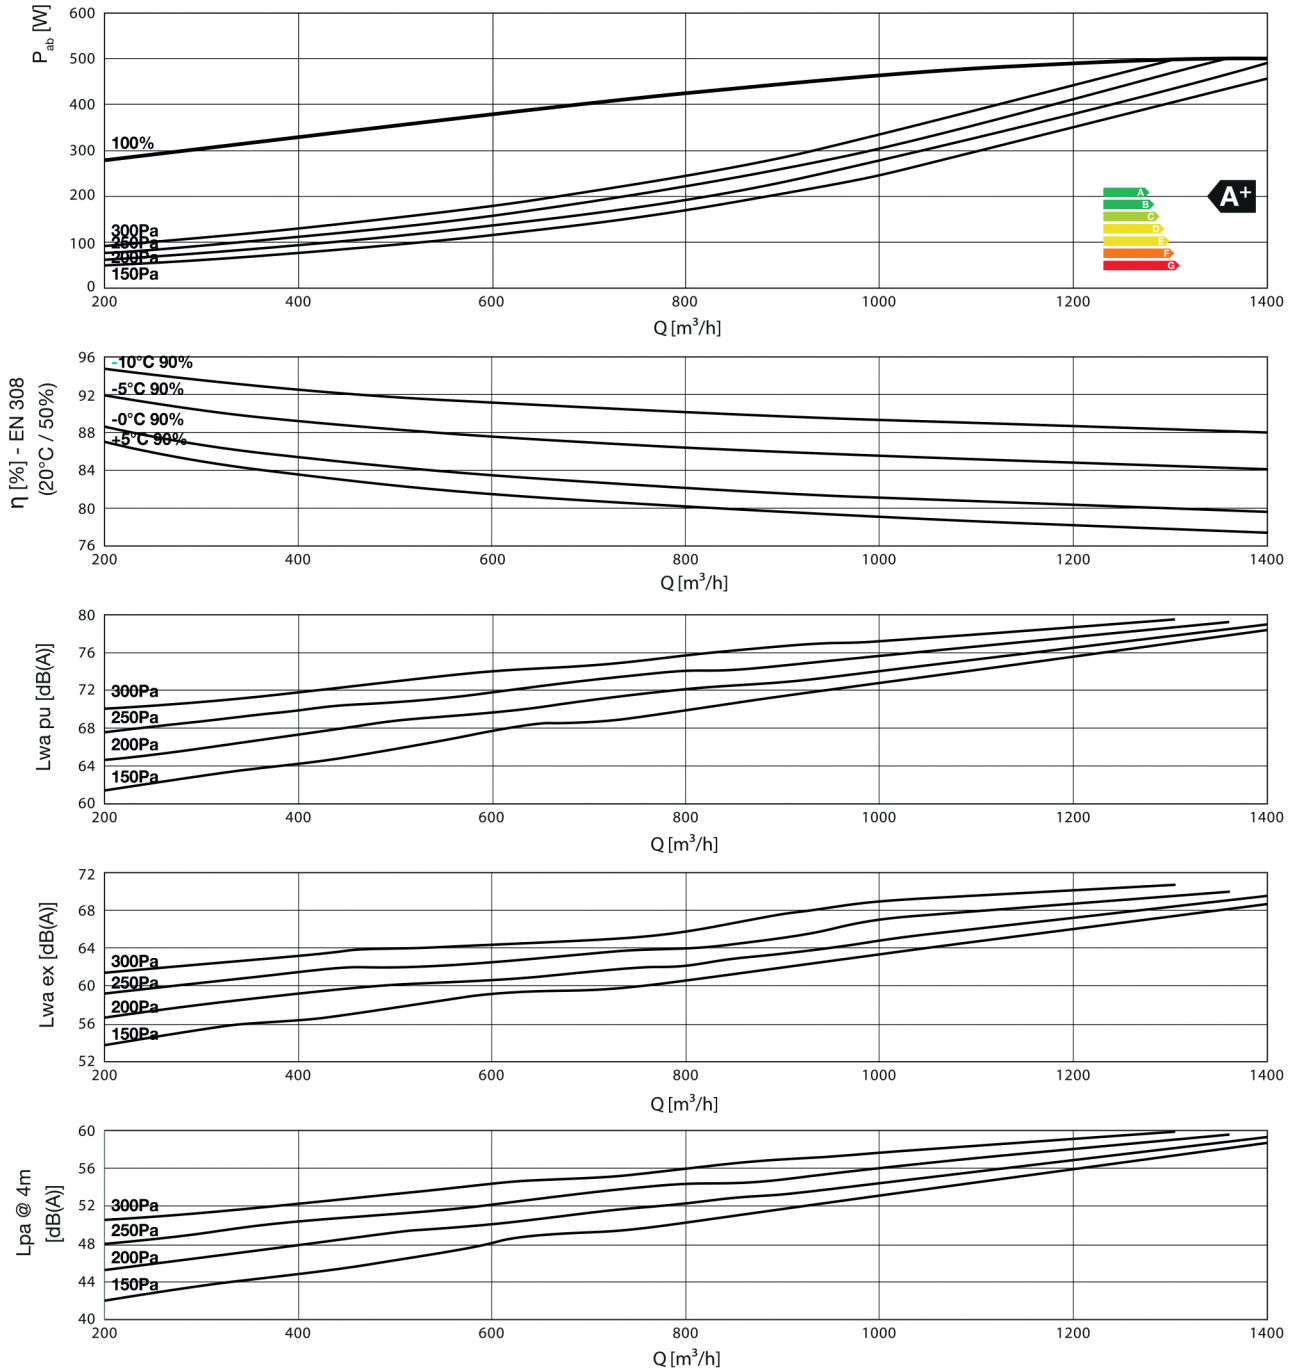 600
P ab [W]
500
400
100%
300
200
300Pa
250Pa
100
200Pa
150Pa
0
A
B
C
D
E
F
G
A+
200 400 600 800 1000 1200 1400
Q [m³/h]
96
-10°C 90%
92
-5°C 90%
-0°C 90%
88
+5°C 90%
84
80
76
η [%] - EN 308
(20°C / 50%)
200 400 600 800 1000 1200 1400
Q [m³/h]
80
76
72
300Pa
250Pa
68
200Pa
64
150Pa
60
Lwa pu [dB(A)]
200 400 600 800 1000 1200 1400
Q [m³/h]
72
68
64
300Pa
250Pa
60
200Pa
56
150Pa
52
Lwa ex [dB(A)]
200 400 600 800 1000 1200 1400
Q [m³/h]
60
56
52
300Pa
250Pa
48
200Pa
44
150Pa
40
Lpa @ 4m
[dB(A)]
200 400 600 800 1000 1200 1400
Q [m³/h]